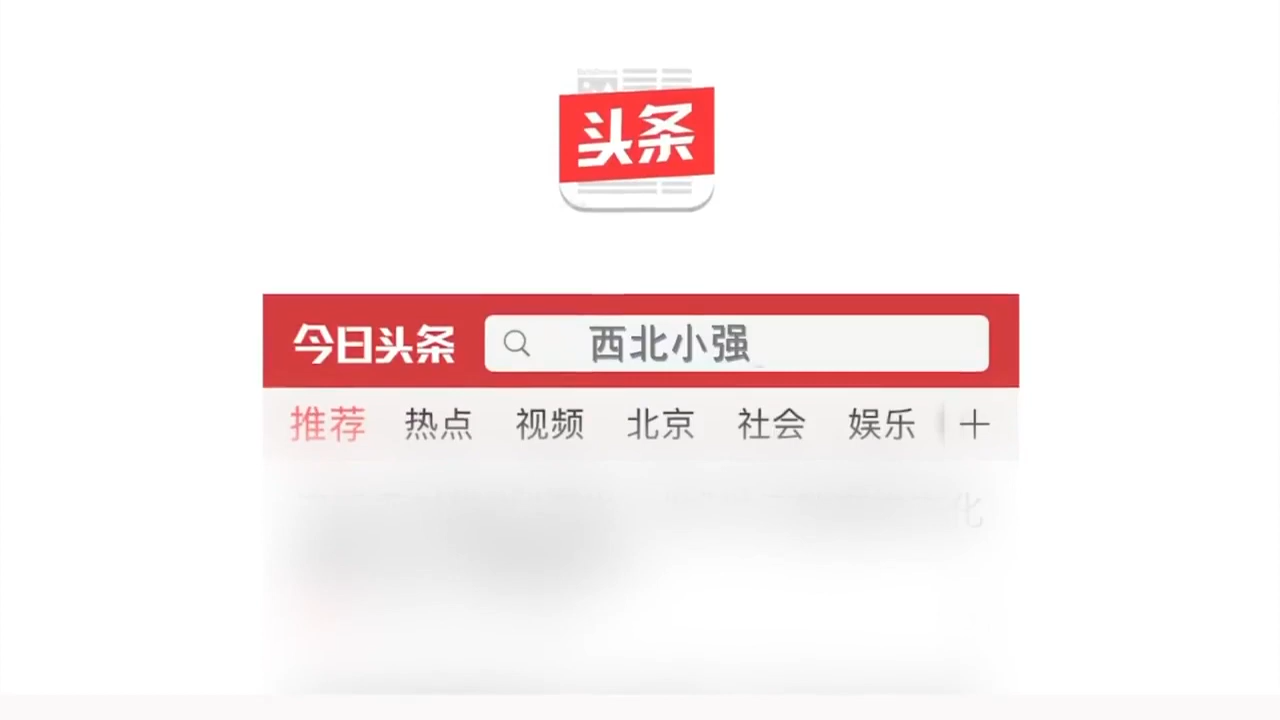 头条
今日头条 西北小强
推荐 热点 视频 北京 社会 娱乐